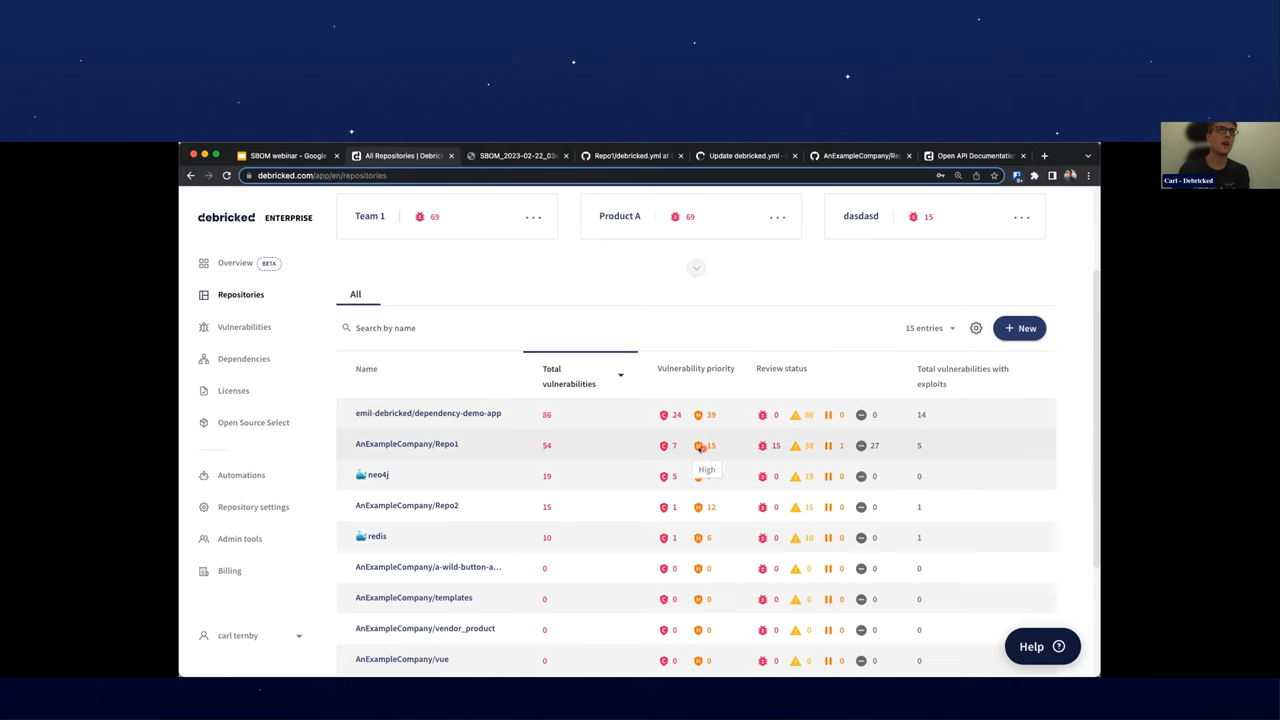 SBOM webinar - Google
All Repositories | Debrick
SBOM_2023-02-22_03
Repo1/debricked.yml at
Update debricked.yml -
AnExampleCompany/Re
Open API Documentation
debricked.com/app/en/repositories
Carl - Debricked
debricked ENTERPRISE
Overview BETA
Repositories
Vulnerabilities
Dependencies
Licenses
Open Source Select
Automations
Repository settings
Admin tools
Billing
carl ternby
Team 1 69
Product A 69
dasdasd 15
All
Search by name
15 entries
+ New
Name Total vulnerabilities Vulnerability priority Review status Total vulnerabilities with exploits
emil-debricked/dependency-demo-app 86 C 24 H 39 0 86 0 0 14
AnExampleCompany/Repo1 54 C 7 H 15 15 38 1 27 5
High
neo4j 19 C 5 0 19 0 0 0
AnExampleCompany/Repo2 15 C 1 H 12 0 15 0 0 1
redis 10 C 1 H 6 0 10 0 0 1
AnExampleCompany/a-wild-button-a... 0 C 0 H 0 0 0 0 0 0
AnExampleCompany/templates 0 C 0 H 0 0 0 0 0 0
AnExampleCompany/vendor_product 0 C 0 H 0 0 0 0 0 0
AnExampleCompany/vue 0 C 0 H 0 0 0 0 0 0
Help ?